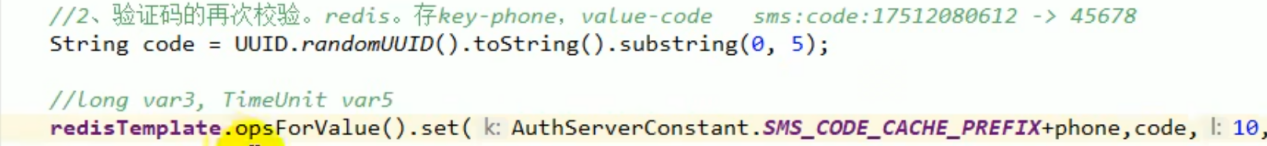 //2、验证码的再次校验。redis。存key-phone，value-code   sms:code:17512080612 -> 45678
String code = UUID.randomUUID().toString().substring(0, 5);
//long var3, TimeUnit var5
redisTemplate.opsForValue().set( k: AuthServerConstant.SMS_CODE_CACHE_PREFIX+phone,code, l: 10,